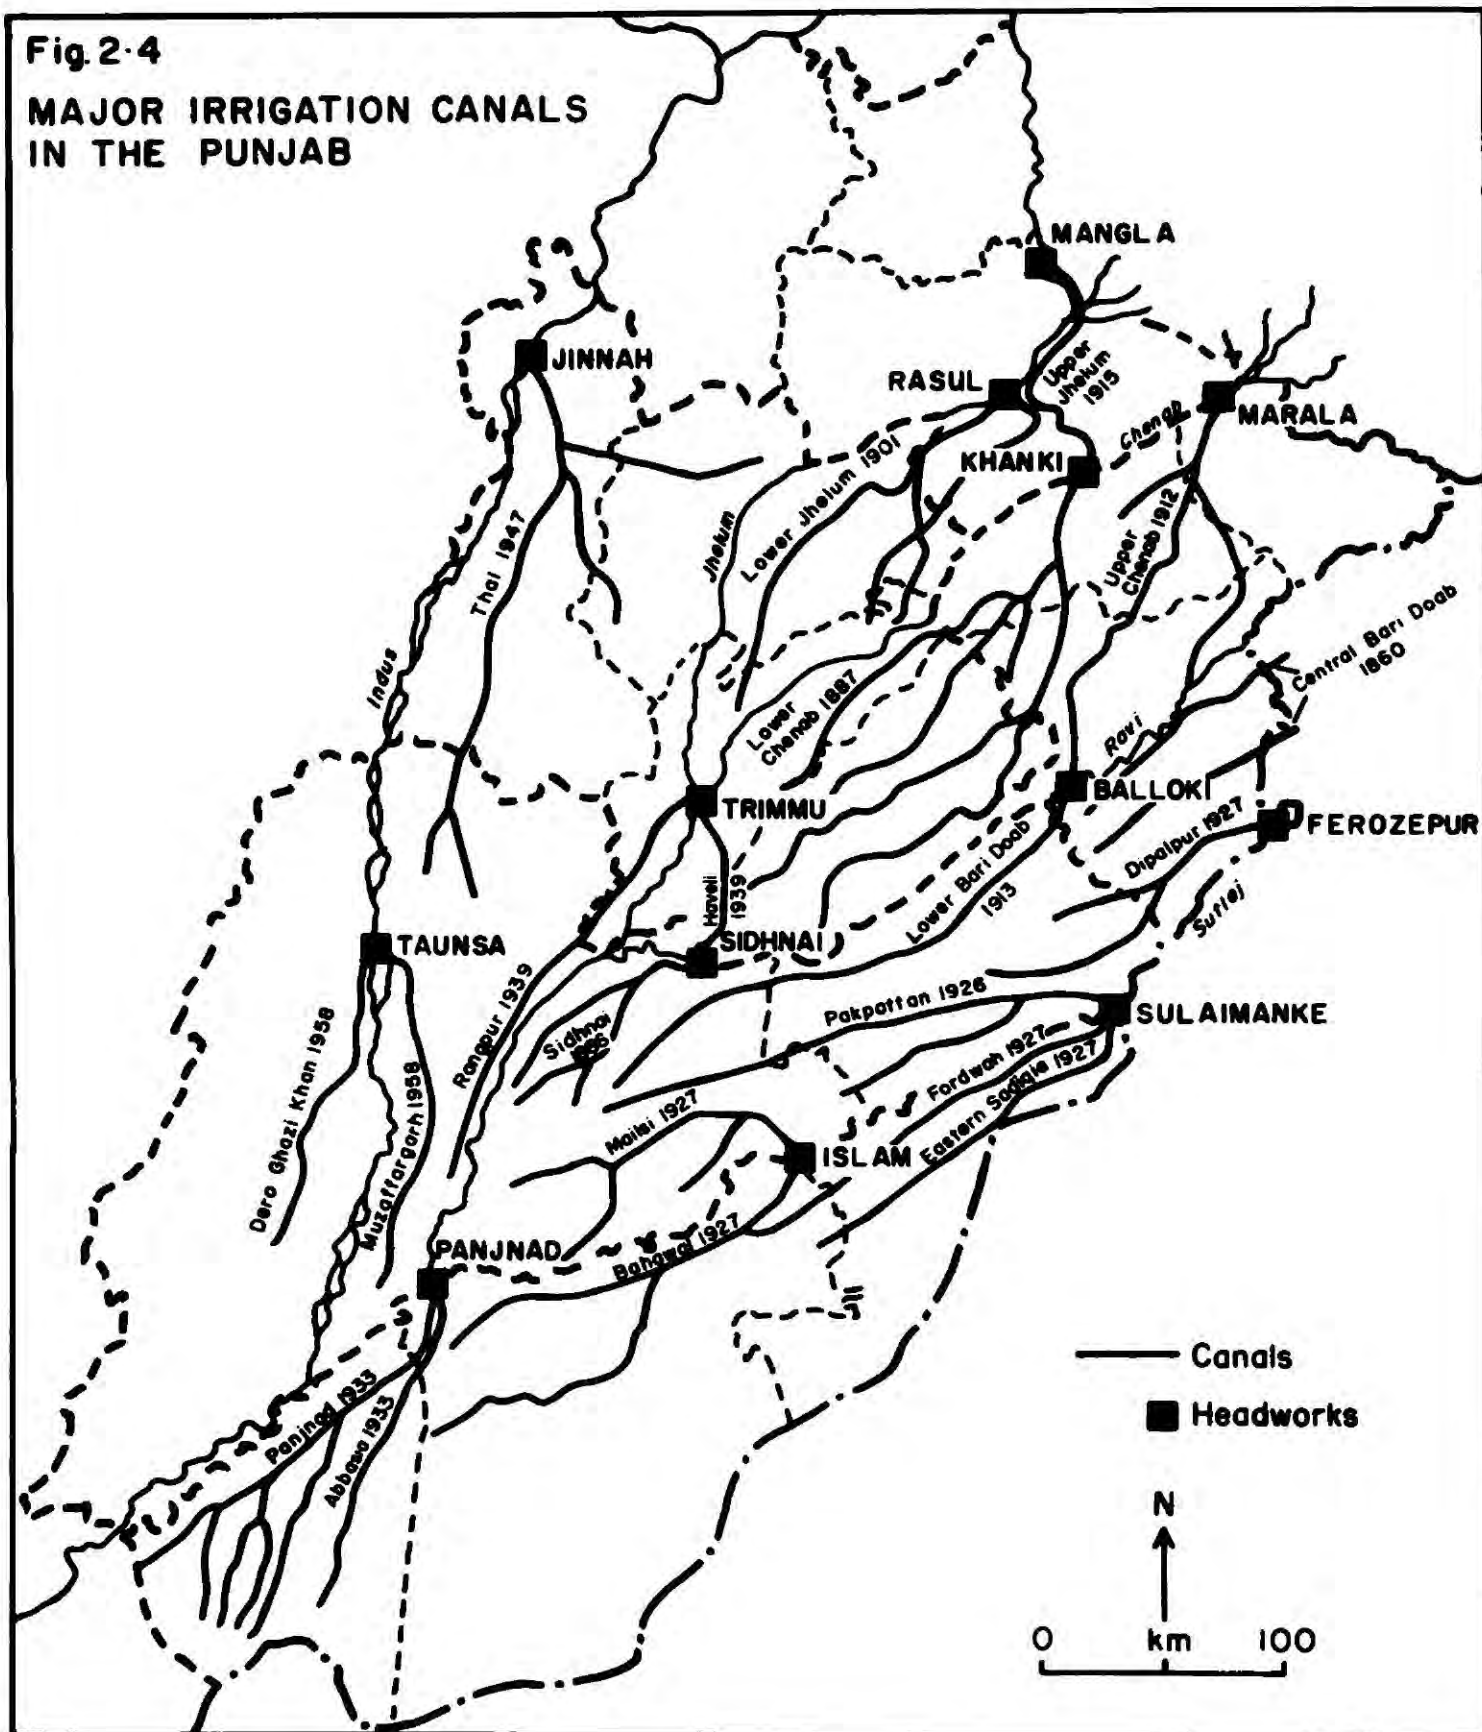 Fig. 2·4
MAJOR IRRIGATION CANALS
IN THE PUNJAB
MANGLA
JINNAH
RASUL
Upper
Jhelum
1915
MARALA
Chenab
KHANKI
Lower Jhelum 1901
Jhelum
Thal 1947
Upper
Chenab 1912
Indus
Central Bari Doab
1860
Lower
Chenab 1887
Ravi
TRIMMU
BALLOKI
FEROZEPUR
Dipalpur 1927
Haveli
1939
Lower Bari Doab
1913
Sutlej
TAUNSA
SIDHNAI
Rangpur 1939
Sidhnai
Pakpattan 1926
SULAIMANKE
Dera Ghazi Khan 1958
Muzaffargarh 1958
Fordwah 1927
Eastern Sadiqia 1927
Mailsi 1927
ISLAM
PANJNAD
Bahawal 1927
Panjnad 1933
Abbasia 1933
Canals
Headworks
N
0 km 100